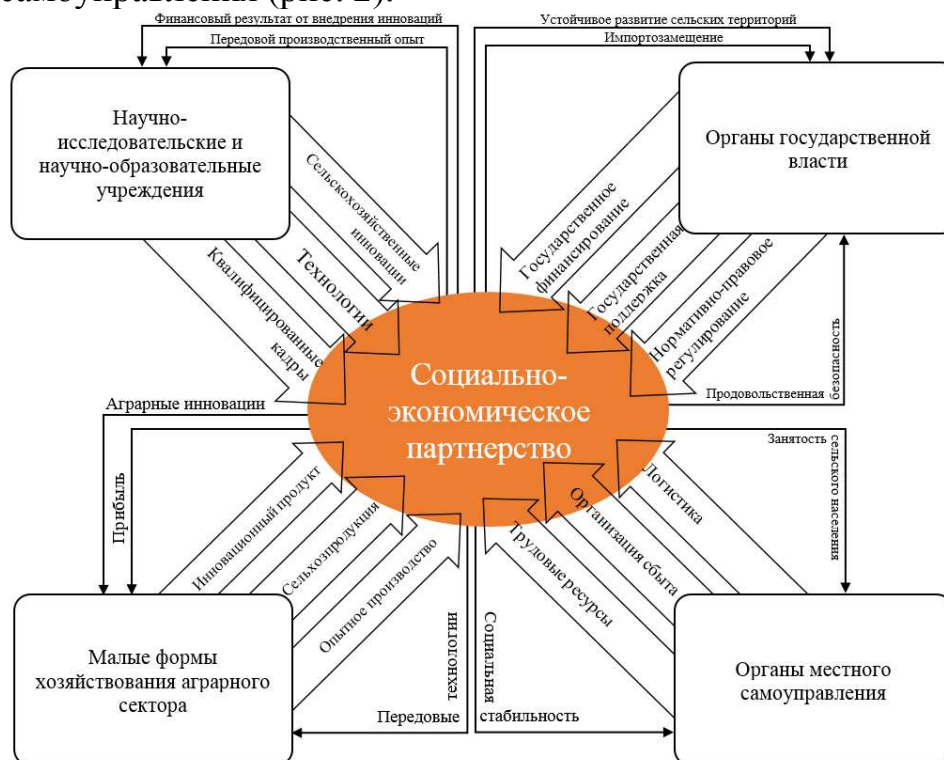 самоуправления (рис. 2).
Финансовый результат от внедрения инноваций
Устойчивое развитие сельских территорий
Передовой производственный опыт
Импортозамещение
Научно-
исследовательские и
научно-образовательные
учреждения
Органы государственной
власти
Сельскохозяйственные
инновации
Технологии
Квалифицированные
кадры
Государственное
финансирование
Государственная
поддержка
Нормативно-правовое
регулирование
Продовольственная
безопасность
Социально-
экономическое
партнерство
Аграрные инновации
Прибыль
Занятость
сельского населения
Инновационный продукт
Сельхозпродукция
Опытное производство
Логистика
Организация сбыта
Трудовые ресурсы
Малые формы
хозяйствования аграрного
сектора
Органы местного
самоуправления
Передовые
технологии
Социальная
стабильность